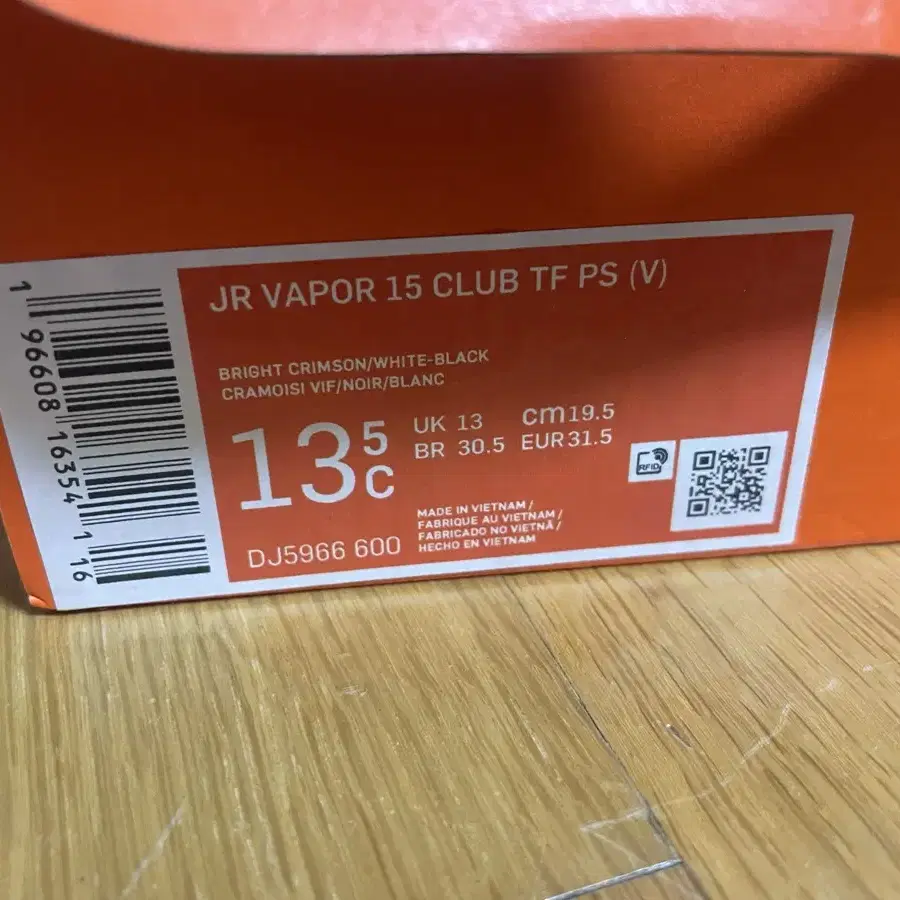 JR VAPOR 15 CLUB TF PS (V)
BRIGHT CRIMSON/WHITE-BLACK
CRAMOISI VIF/NOIR/BLANC
13 5 C
UK 13 cm 19.5
BR 30.5 EUR 31.5
RFID
MADE IN VIETNAM /
FABRIQUE AU VIETNAM /
FABRICADO NO VIETNÃ /
HECHO EN VIETNAM
DJ5966 600
1 96608 16354 1 16